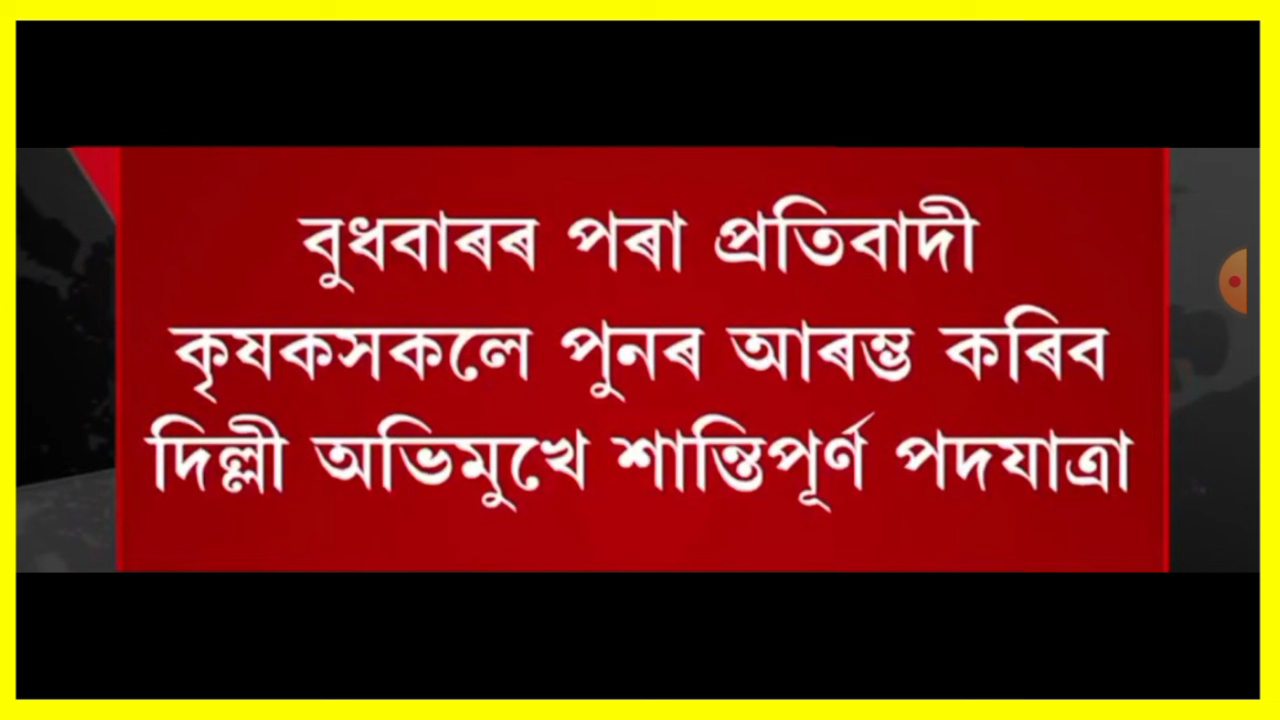 বুধবাৰৰ পৰা প্ৰতিবাদী
কৃষকসকলে পুনৰ আৰম্ভ কৰিব
দিল্লী অভিমুখে শান্তিপূৰ্ণ পদযাত্ৰা